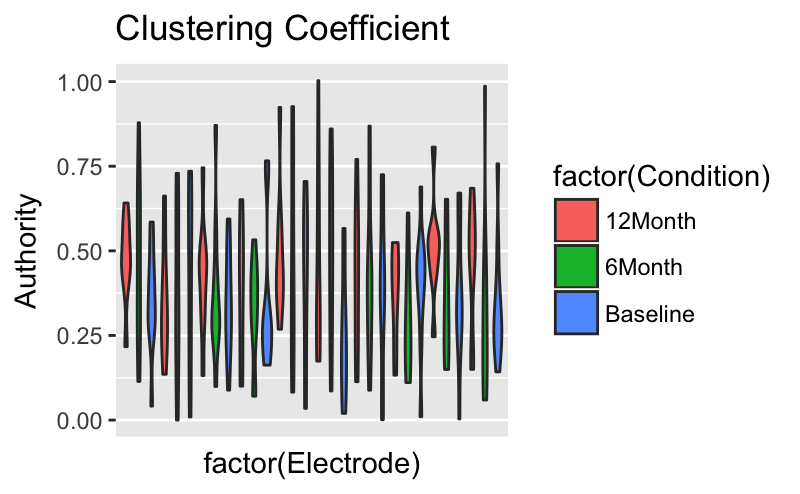 Clustering Coefficient
Authority
1.00
0.75
0.50
0.25
0.00
factor(Electrode)
factor(Condition)
12Month
6Month
Baseline